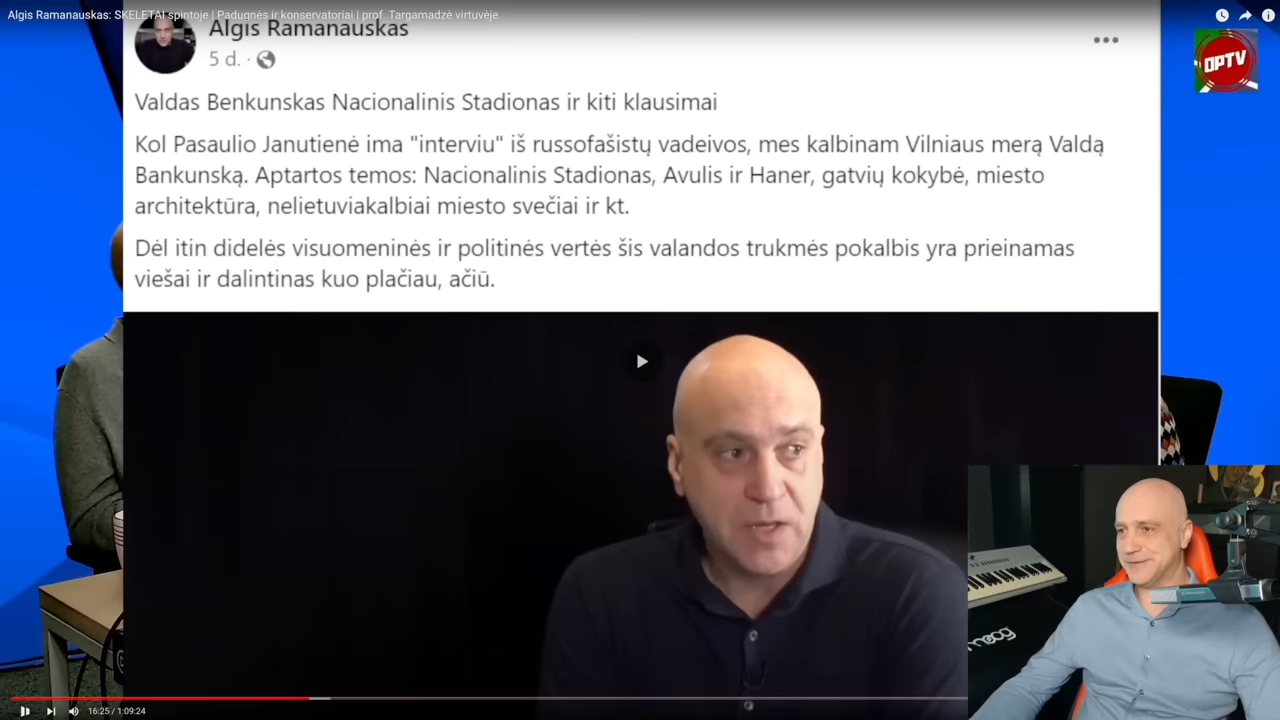 Algis Ramanauskas: SKELETAI spintoje | Padugnės ir konservatoriai | prof. Targamadzė virtuvėje
Algis Ramanauskas
5 d. ·
OPTV
Valdas Benkunskas Nacionalinis Stadionas ir kiti klausimai
Kol Pasaulio Janutienė ima "interviu" iš russofašistų vadeivos, mes kalbinam Vilniaus merą Valdą
Bankunską. Aptartos temos: Nacionalinis Stadionas, Avulis ir Haner, gatvių kokybė, miesto
architektūra, nelietuviakalbiai miesto svečiai ir kt.
Dėl itin didelės visuomeninės ir politinės vertės šis valandos trukmės pokalbis yra prieinamas
viešai ir dalintinas kuo plačiau, ačiū.
moog
16:25 / 1:09:24